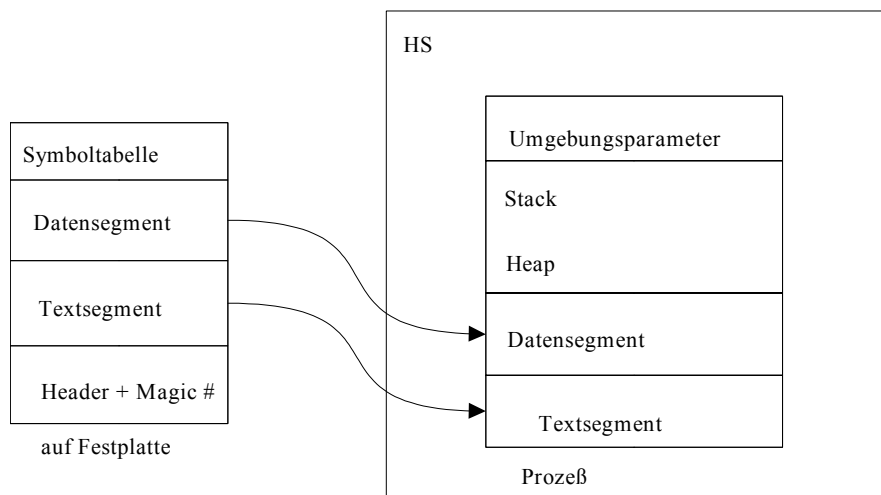 HS
Symboltabelle
Datensegment
Textsegment
Header + Magic #
auf Festplatte
Umgebungsparameter
Stack
Heap
Datensegment
Textsegment
Prozeß